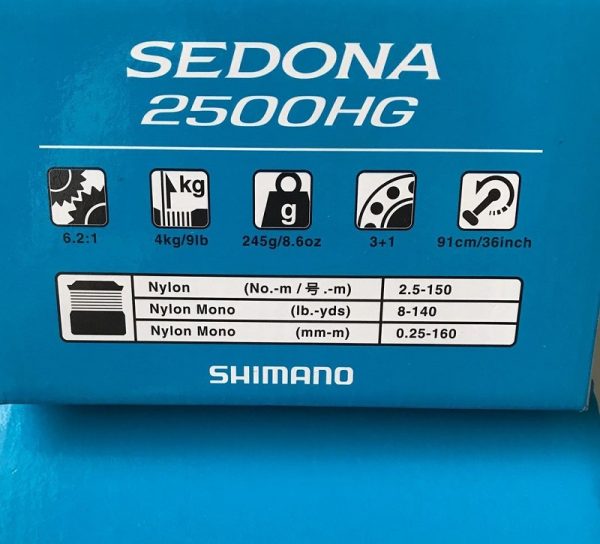 SEDONA
2500HG
kg
g
6.2:1 4kg/9lb 245g/8.6oz 3+1 91cm/36inch
Nylon (No.-m / 号.-m) 2.5-150
Nylon Mono (lb.-yds) 8-140
Nylon Mono (mm-m) 0.25-160
SHIMANO